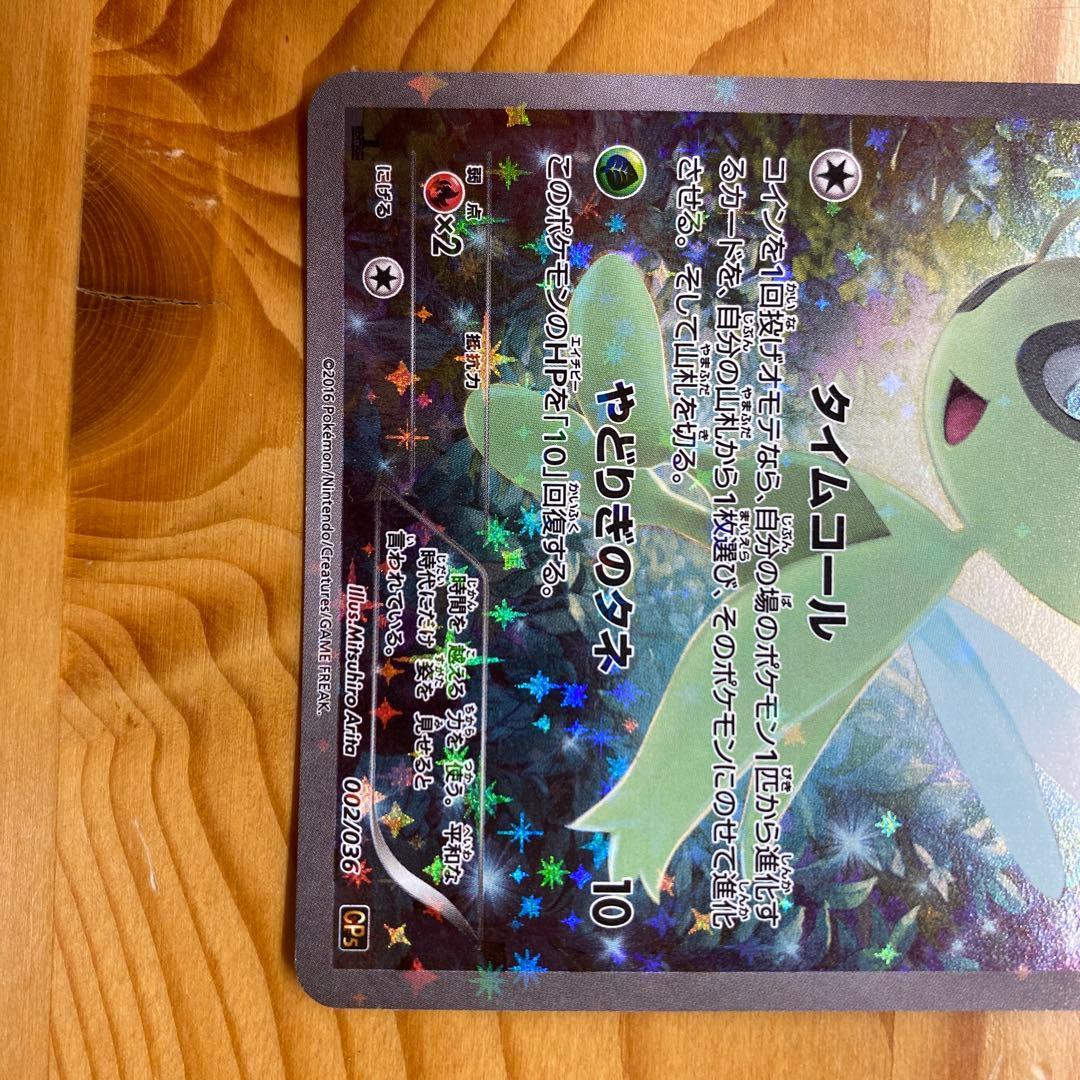 タイムコール
コインを1回投げオモテなら、自分の場のポケモン1匹から進化す
るカードを、自分の山札から1枚選び、そのポケモンにのせて進化
させる。そして山札を切る。
やどりぎのタネ 10
このポケモンのHPを「10」回復する。
弱点 ×2 抵抗力
にげる
時間を 越える 力を 使う。 平和な
時代にだけ 姿を 見せると
言われている。
Illus.Mitsuhiro Arita 002/036 CP5
©2016 Pokémon/Nintendo/Creatures/GAME FREAK.